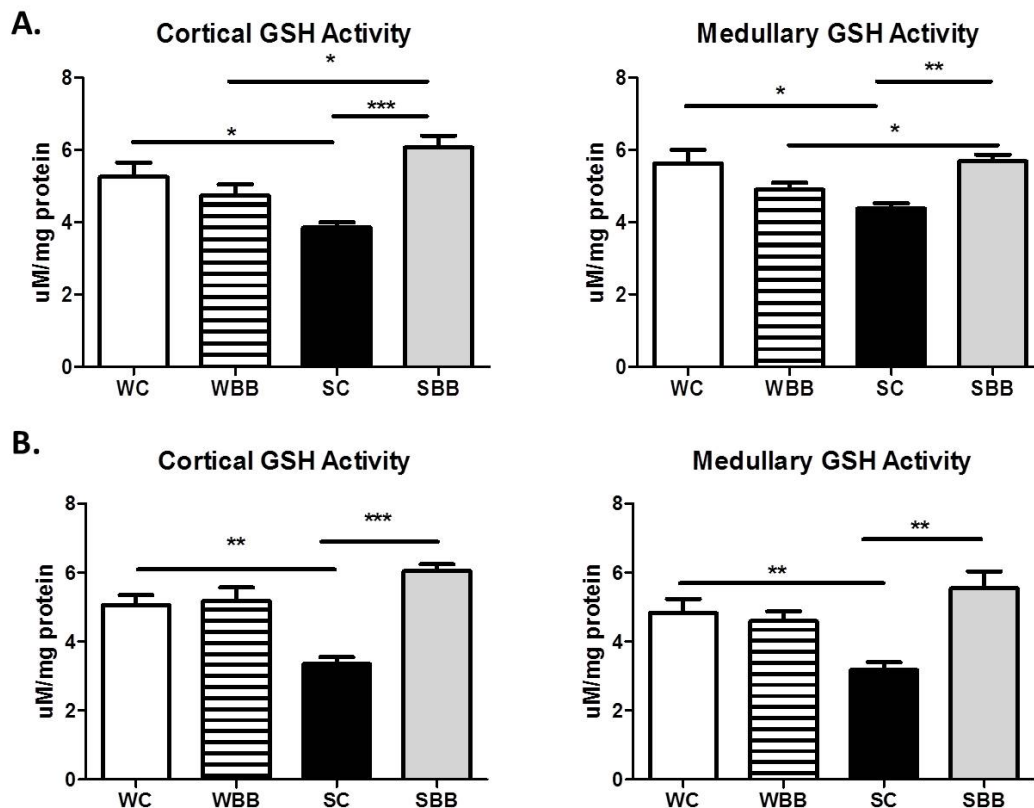 A.
Cortical GSH Activity
uM/mg protein
8
6
4
2
0
*
***
*
WC WBB SC SBB
Medullary GSH Activity
uM/mg protein
8
6
4
2
0
**
*
*
WC WBB SC SBB
B.
Cortical GSH Activity
uM/mg protein
8
6
4
2
0
***
**
WC WBB SC SBB
Medullary GSH Activity
uM/mg protein
8
6
4
2
0
**
**
WC WBB SC SBB